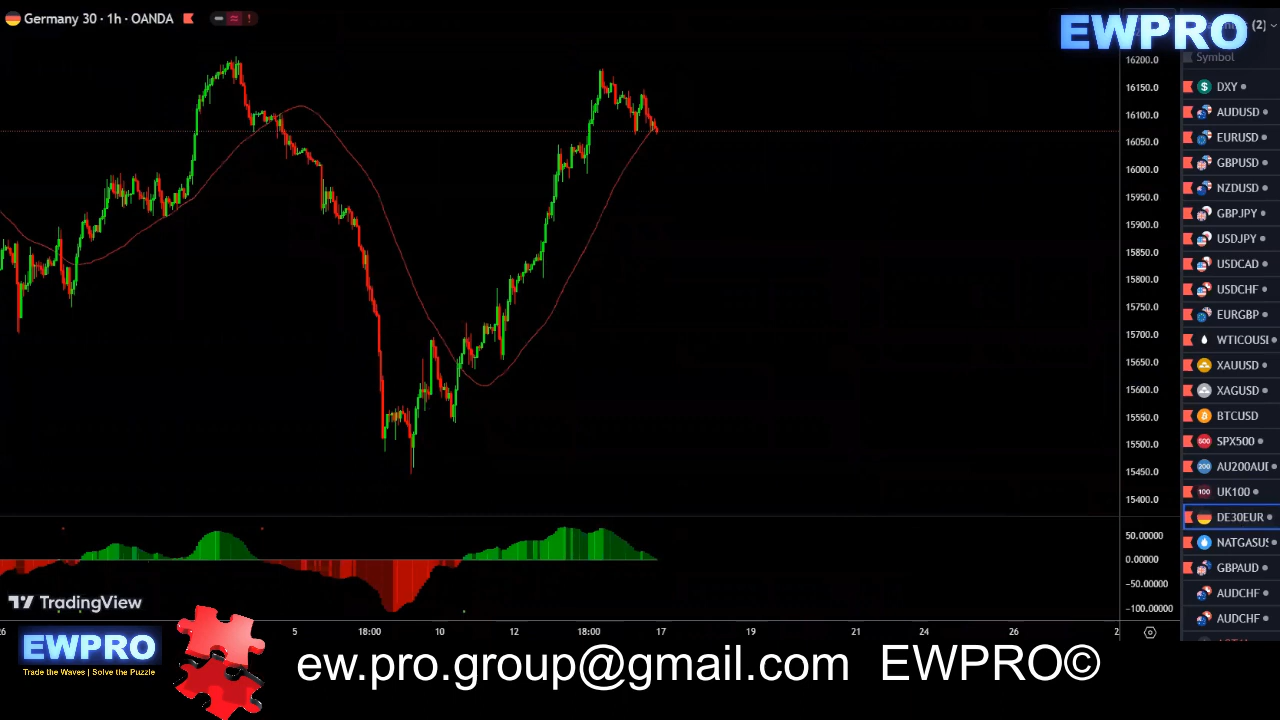 Germany 30 · 1h · OANDA
EWPRO
(2)
Symbol
16200.0
16150.0
16100.0
16050.0
16000.0
15950.0
15900.0
15850.0
15800.0
15750.0
15700.0
15650.0
15600.0
15550.0
15500.0
15450.0
15400.0
50.00000
0.00000
−50.00000
−100.00000
DXY
AUDUSD
EURUSD
GBPUSD
NZDUSD
GBPJPY
USDJPY
USDCAD
USDCHF
EURGBP
WTICOUSI
XAUUSD
XAGUSD
BTCUSD
500 SPX500
200 AU200AUI
100 UK100
DE30EUR
NATGASUS
GBPAUD
AUDCHF
AUDCHF
5 18:00 10 12 18:00 17 19 21 24 26 2
TradingView
EWPRO
Trade the Waves | Solve the Puzzle
ew.pro.group@gmail.com EWPRO©